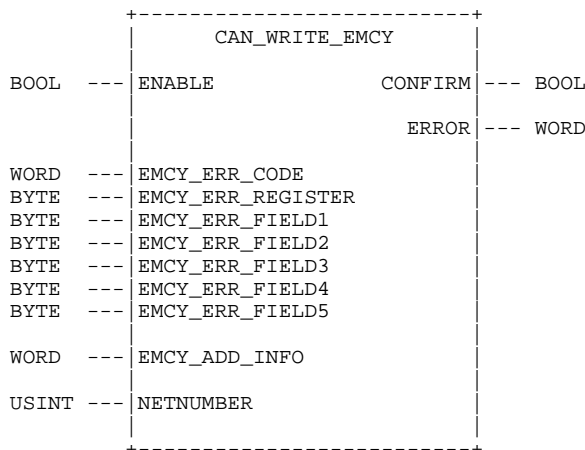 CAN_WRITE_EMCY
BOOL ---|ENABLE CONFIRM|--- BOOL
ERROR|--- WORD
WORD ---|EMCY_ERR_CODE
BYTE ---|EMCY_ERR_REGISTER
BYTE ---|EMCY_ERR_FIELD1
BYTE ---|EMCY_ERR_FIELD2
BYTE ---|EMCY_ERR_FIELD3
BYTE ---|EMCY_ERR_FIELD4
BYTE ---|EMCY_ERR_FIELD5
WORD ---|EMCY_ADD_INFO
USINT ---|NETNUMBER